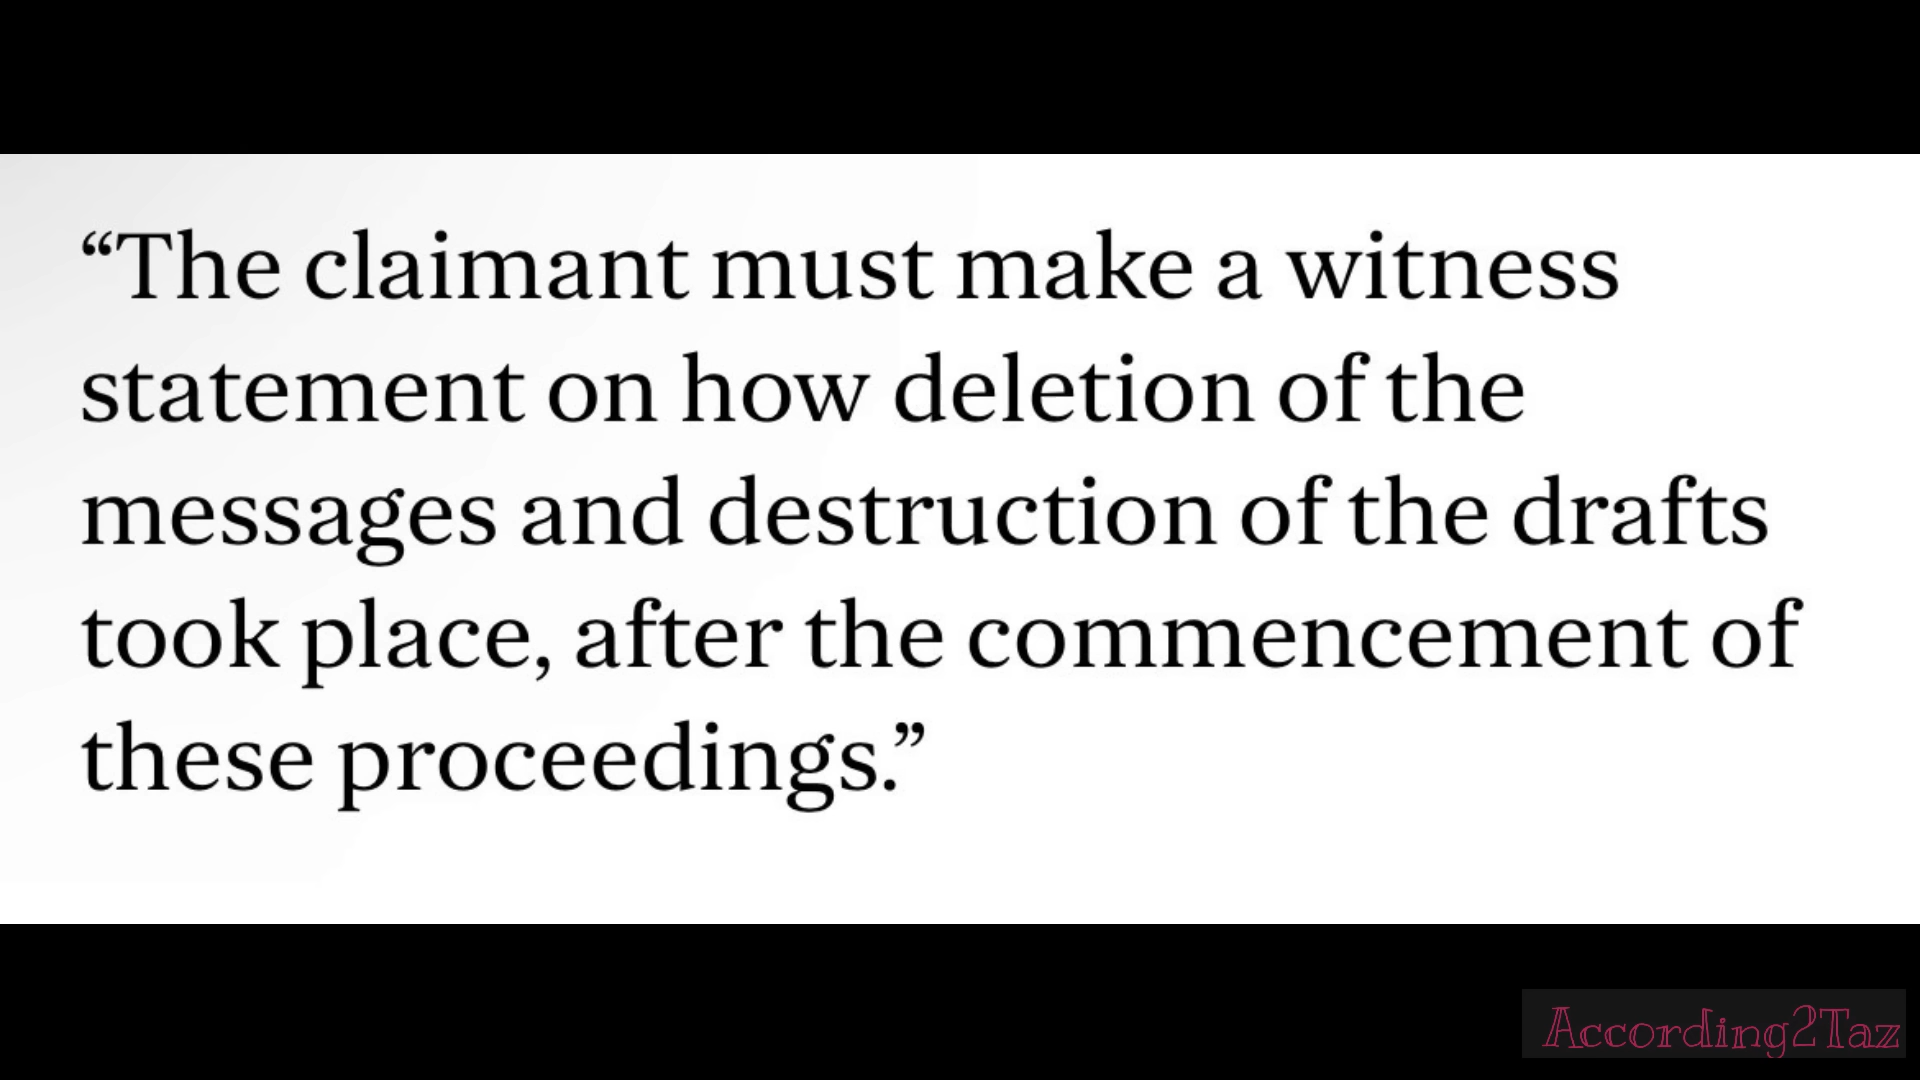 “The claimant must make a witness
statement on how deletion of the
messages and destruction of the drafts
took place, after the commencement of
these proceedings.”
According2Taz